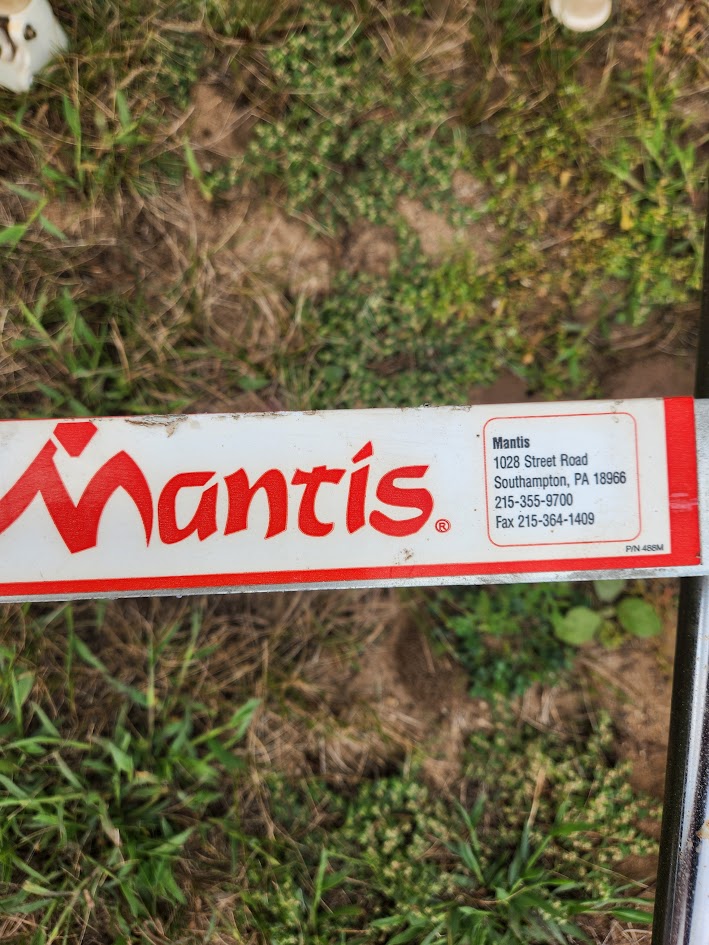 Mantis®
Mantis
1028 Street Road
Southampton, PA 18966
215-355-9700
Fax 215-364-1409
P/N 488M